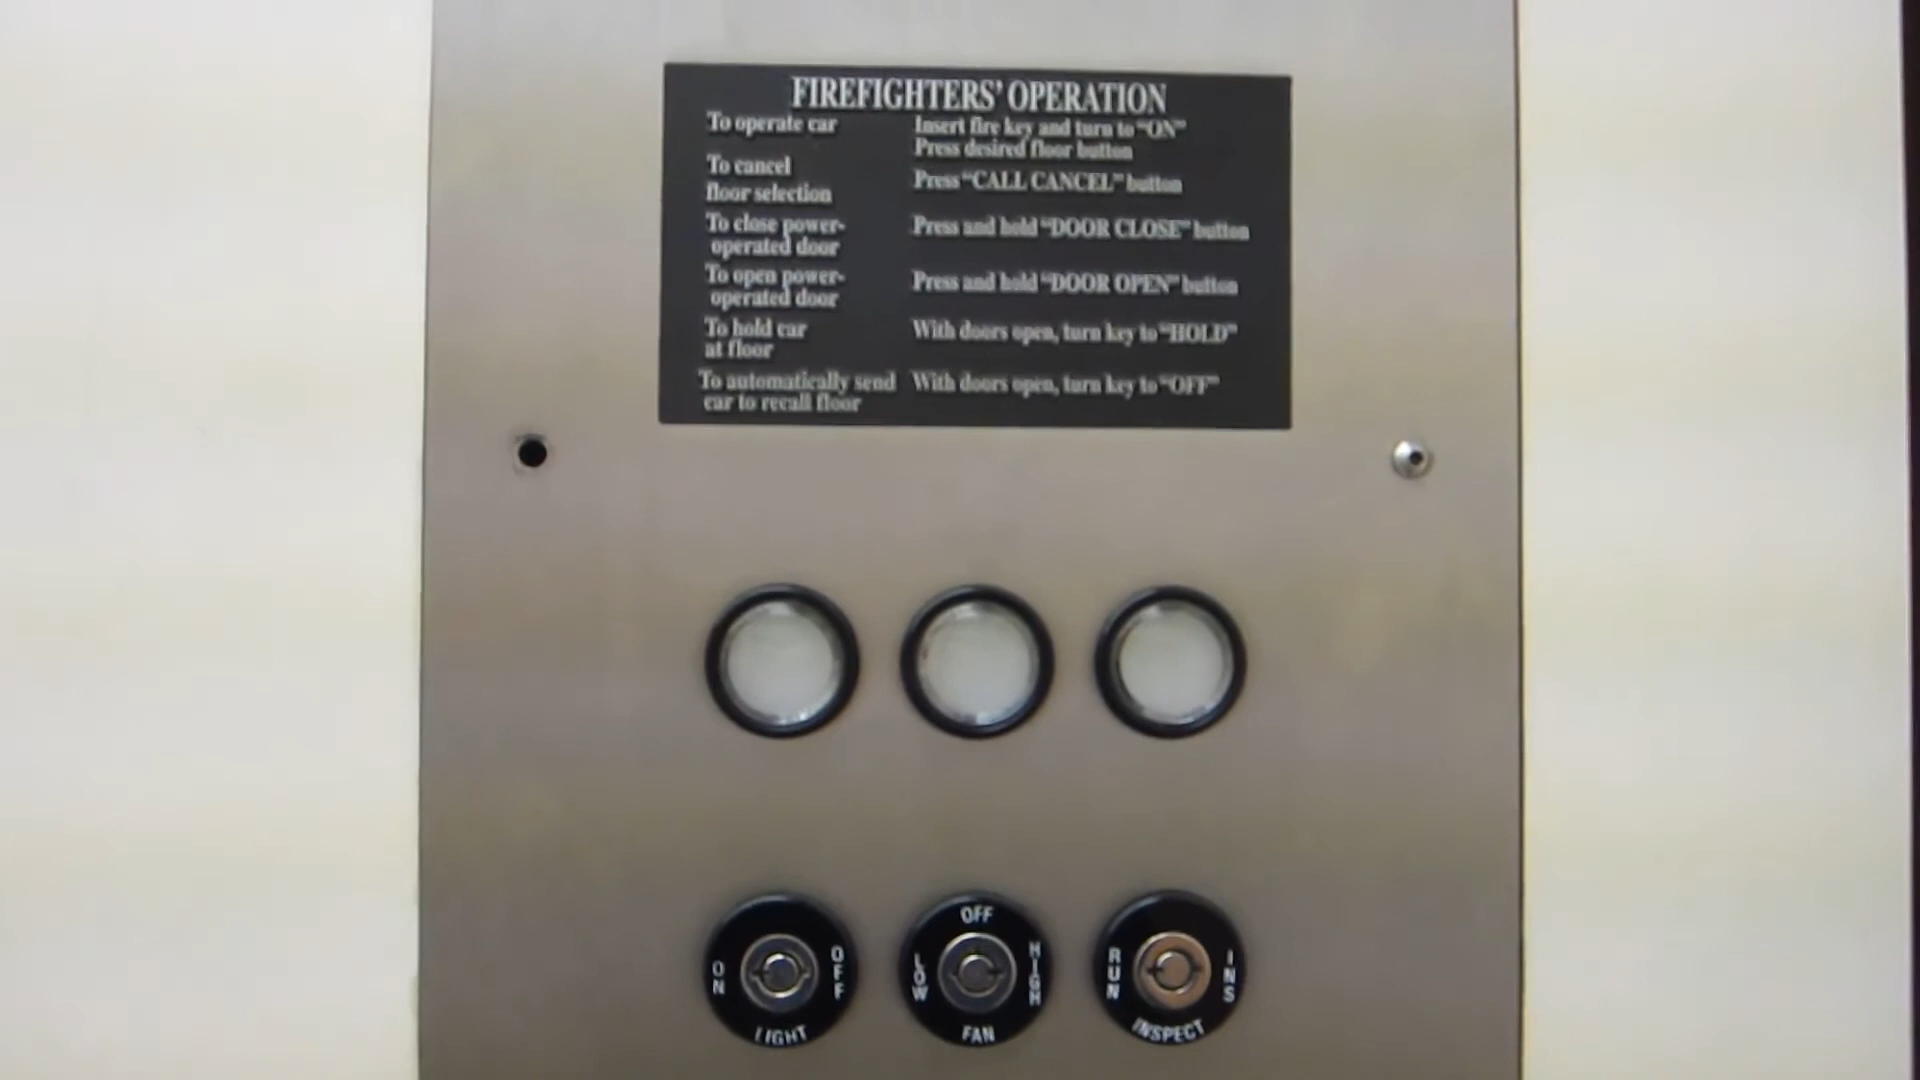 FIREFIGHTERS' OPERATION
To operate car
Insert fire key and turn to "ON"
Press desired floor button
To cancel
floor selection
Press "CALL CANCEL" button
To close power-
operated door
Press and hold "DOOR CLOSE" button
To open power-
operated door
Press and hold "DOOR OPEN" button
To hold car
at floor
With doors open, turn key to "HOLD"
To automatically send
car to recall floor
With doors open, turn key to "OFF"
ON
OFF
LIGHT
OFF
LOW
HIGH
FAN
RUN
INS
INSPECT